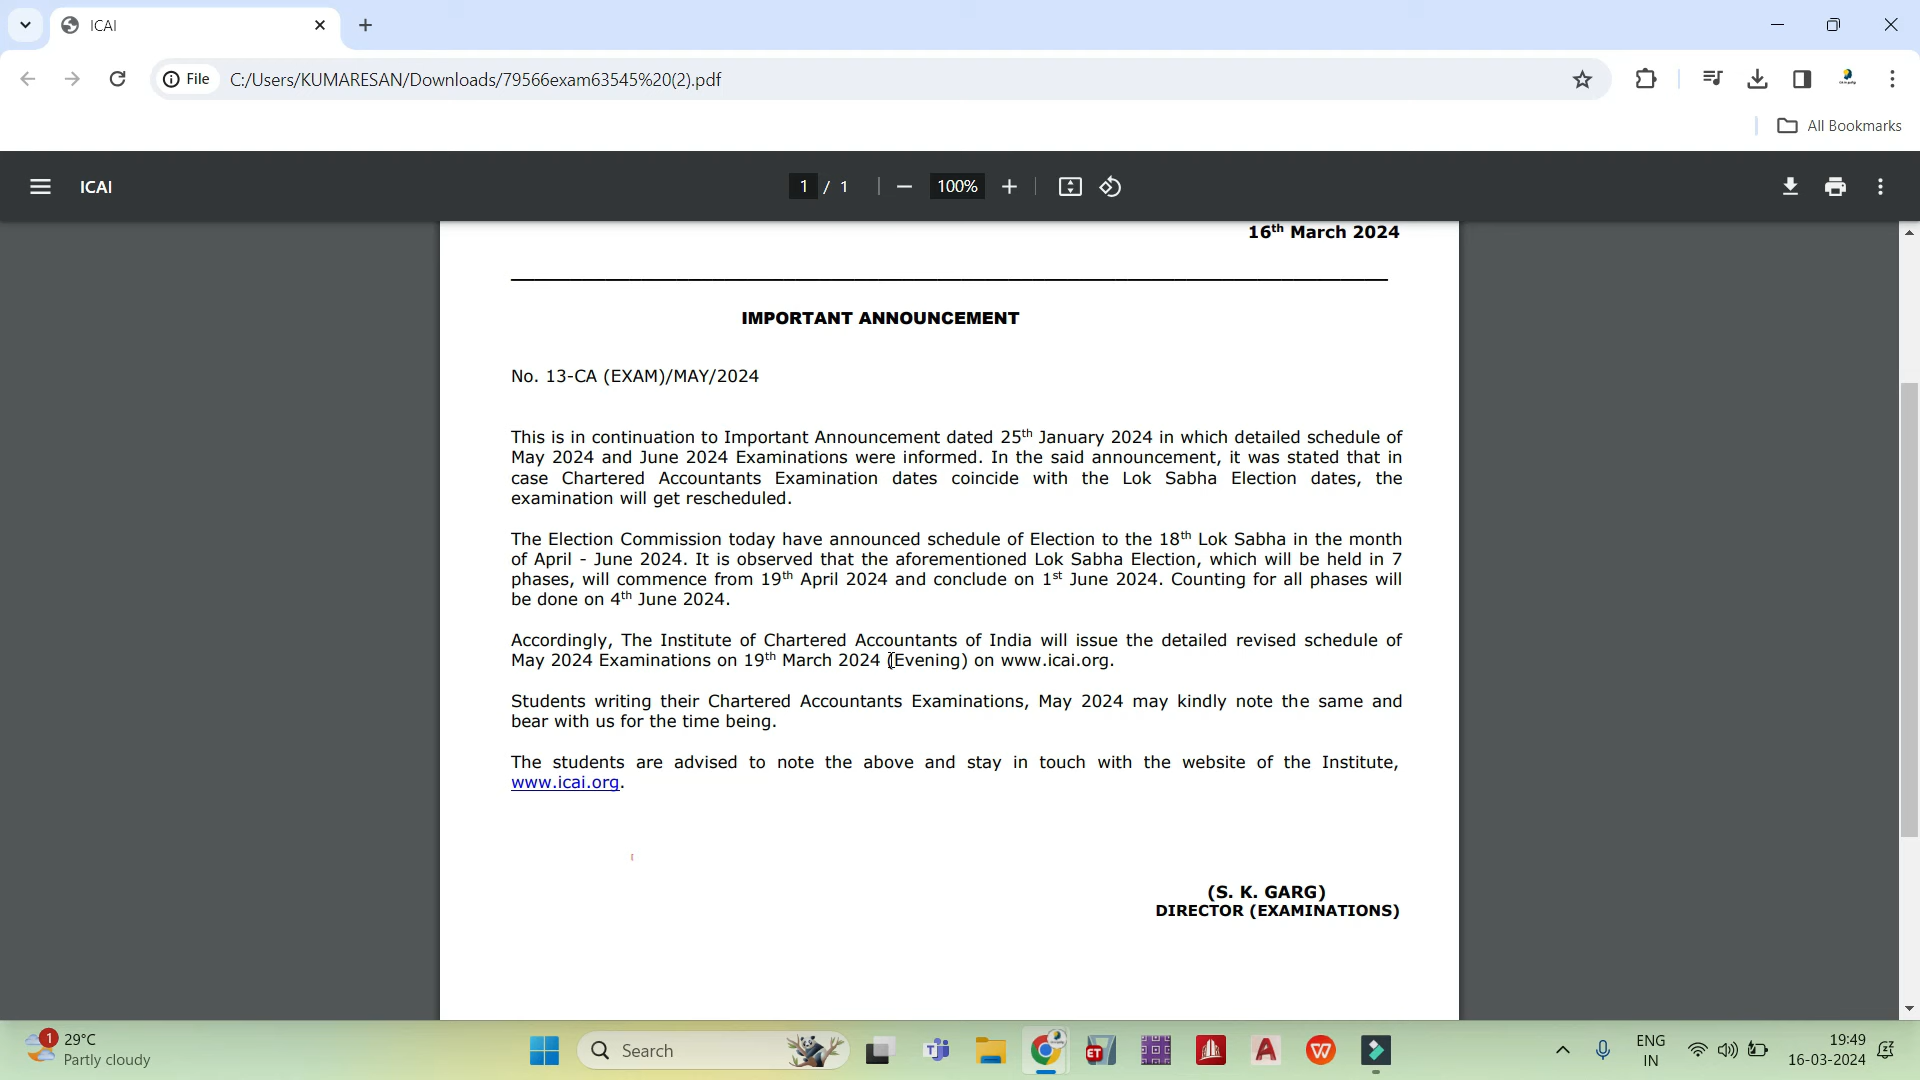 ICAI
File
C:/Users/KUMARESAN/Downloads/79566exam63545%20(2).pdf
All Bookmarks
ICAI
1 / 1
100%
16th March 2024
IMPORTANT ANNOUNCEMENT
No. 13-CA (EXAM)/MAY/2024
This is in continuation to Important Announcement dated 25th January 2024 in which detailed schedule of
May 2024 and June 2024 Examinations were informed. In the said announcement, it was stated that in
case Chartered Accountants Examination dates coincide with the Lok Sabha Election dates, the
examination will get rescheduled.
The Election Commission today have announced schedule of Election to the 18th Lok Sabha in the month
of April - June 2024. It is observed that the aforementioned Lok Sabha Election, which will be held in 7
phases, will commence from 19th April 2024 and conclude on 1st June 2024. Counting for all phases will
be done on 4th June 2024.
Accordingly, The Institute of Chartered Accountants of India will issue the detailed revised schedule of
May 2024 Examinations on 19th March 2024 (Evening) on www.icai.org.
Students writing their Chartered Accountants Examinations, May 2024 may kindly note the same and
bear with us for the time being.
The students are advised to note the above and stay in touch with the website of the Institute,
www.icai.org.
(S. K. GARG)
DIRECTOR (EXAMINATIONS)
1
29°C
Partly cloudy
Search
ET
ENG
IN
19:49
16-03-2024